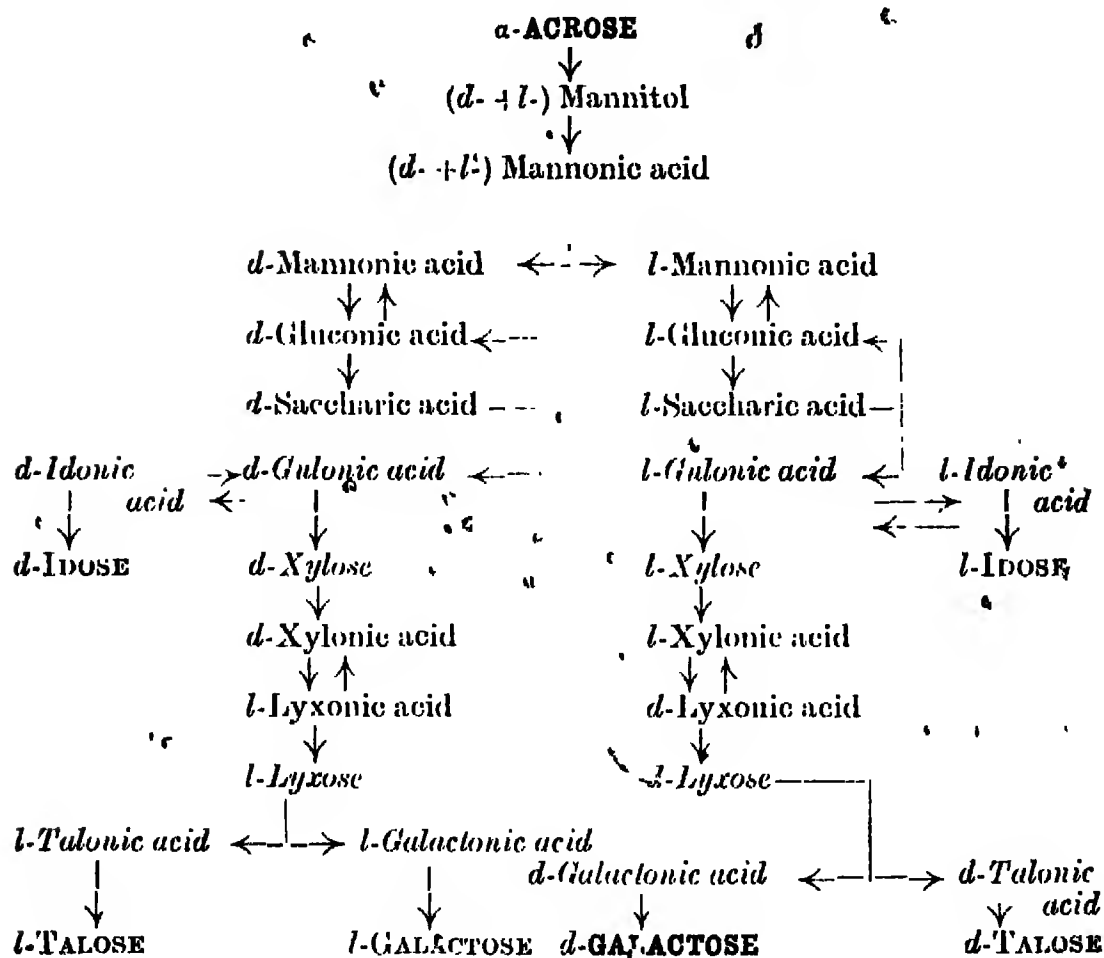 α-ACROSE
(d- + l-) Mannitol
(d- + l-) Mannonic acid
d-Mannonic acid l-Mannonic acid
d-Gluconic acid l-Gluconic acid
d-Saccharic acid l-Saccharic acid
d-Idonic d-Gulonic acid l-Gulonic acid l-Idonic
acid acid
d-IDOSE d-Xylose l-Xylose l-IDOSE
d-Xylonic acid l-Xylonic acid
l-Lyxonic acid d-Lyxonic acid
l-Lyxose l-Lyxose
l-Talonic acid l-Galactonic acid
d-Galactonic acid d-Talonic
acid
l-TALOSE l-GALACTOSE d-GALACTOSE d-TALOSE